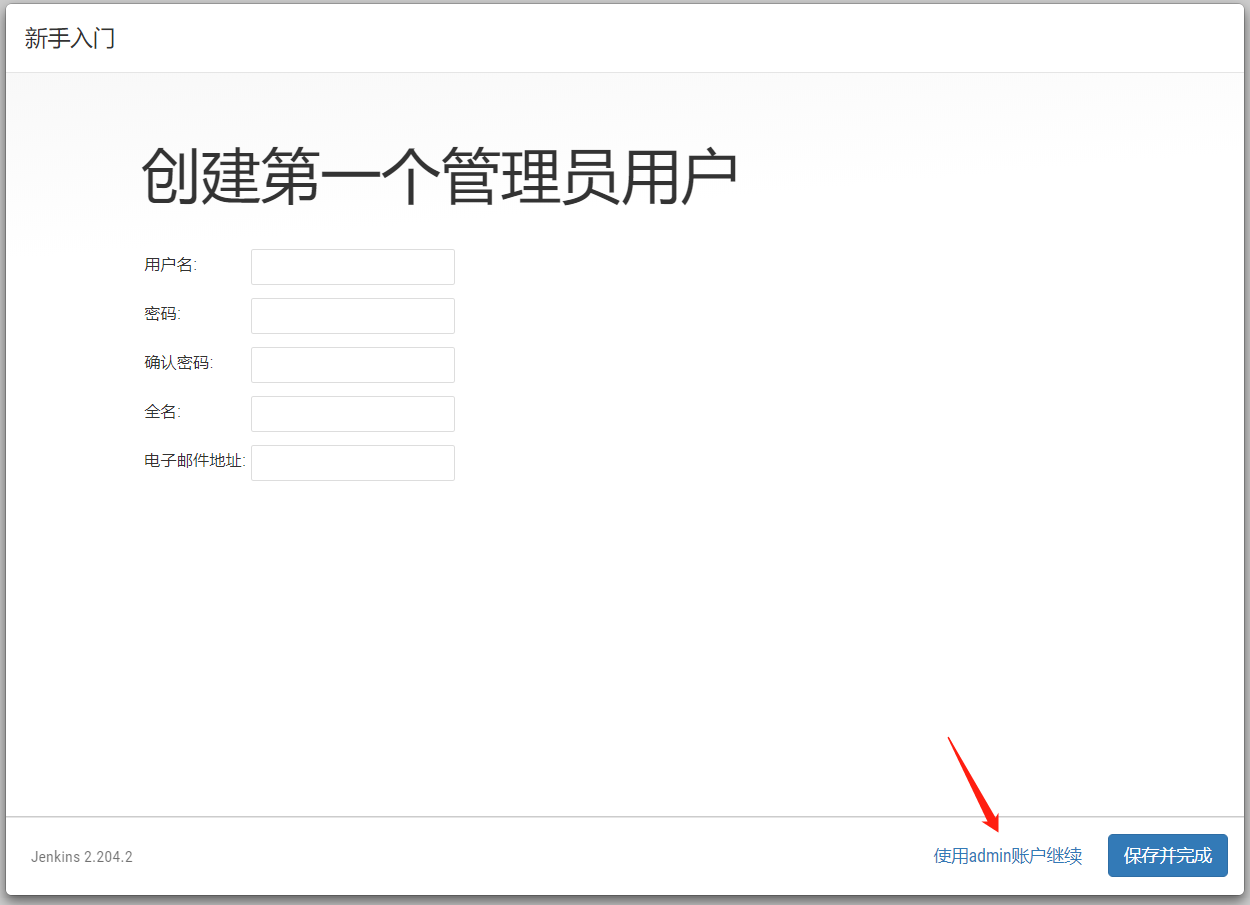 新手入门
创建第一个管理员用户
用户名:
密码:
确认密码:
全名:
电子邮件地址:
Jenkins 2.204.2
使用admin账户继续
保存并完成